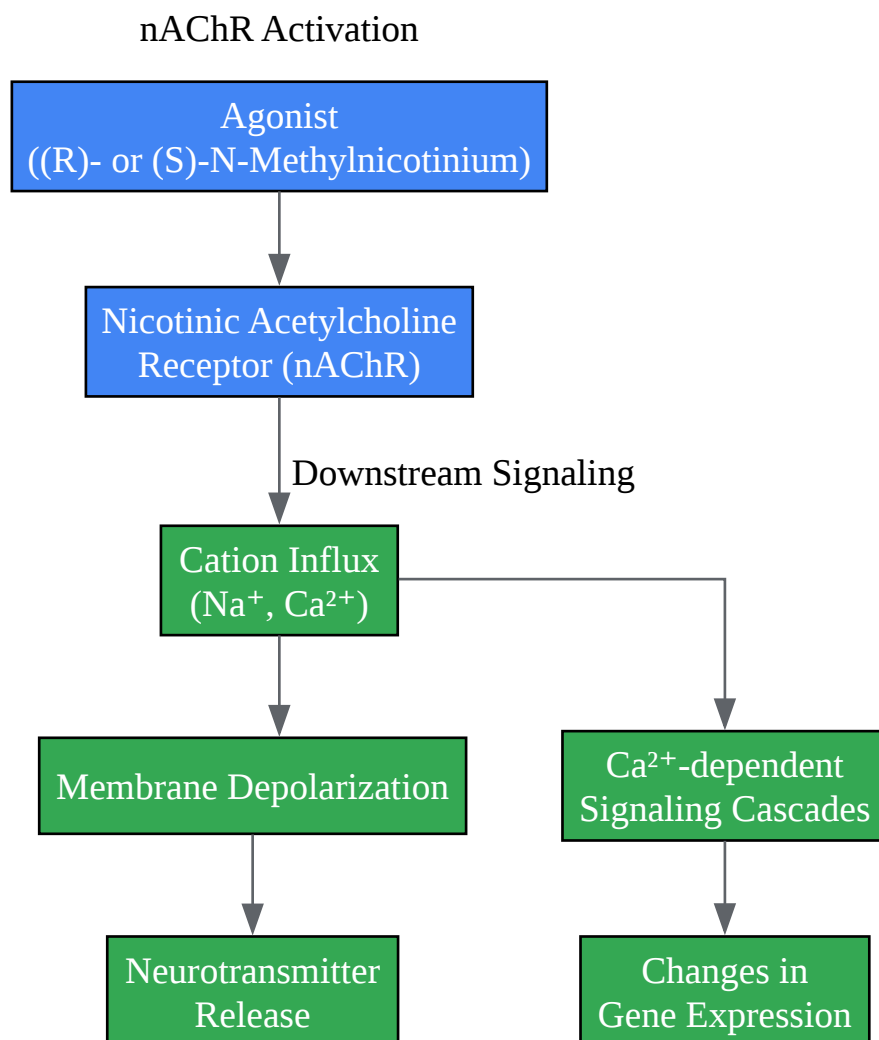 nAChR Activation
Agonist
((R)- or (S)-N-Methylnicotinium)
Nicotinic Acetylcholine
Receptor (nAChR)
Downstream Signaling
Cation Influx
(Na⁺, Ca²⁺)
Membrane Depolarization
Ca²⁺-dependent
Signaling Cascades
Neurotransmitter
Release
Changes in
Gene Expression